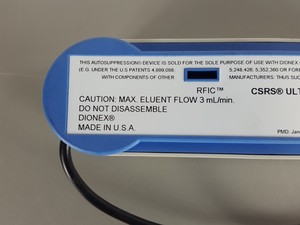 THIS AUTOSUPPRESSION® DEVICE IS SOLD FOR THE SOLE PURPOSE OF USE WITH DIONEX
(E.G. UNDER THE U.S PATENTS 4,999,098, 5,248,426, 5,352,360 OR FOR
WITH COMPONENTS OF OTHER MANUFACTURERS. THUS SUC
RFIC™ CSRS® ULT
CAUTION: MAX. ELUENT FLOW 3 mL/min.
DO NOT DISASSEMBLE
DIONEX®
MADE IN U.S.A.
PMD: Jan